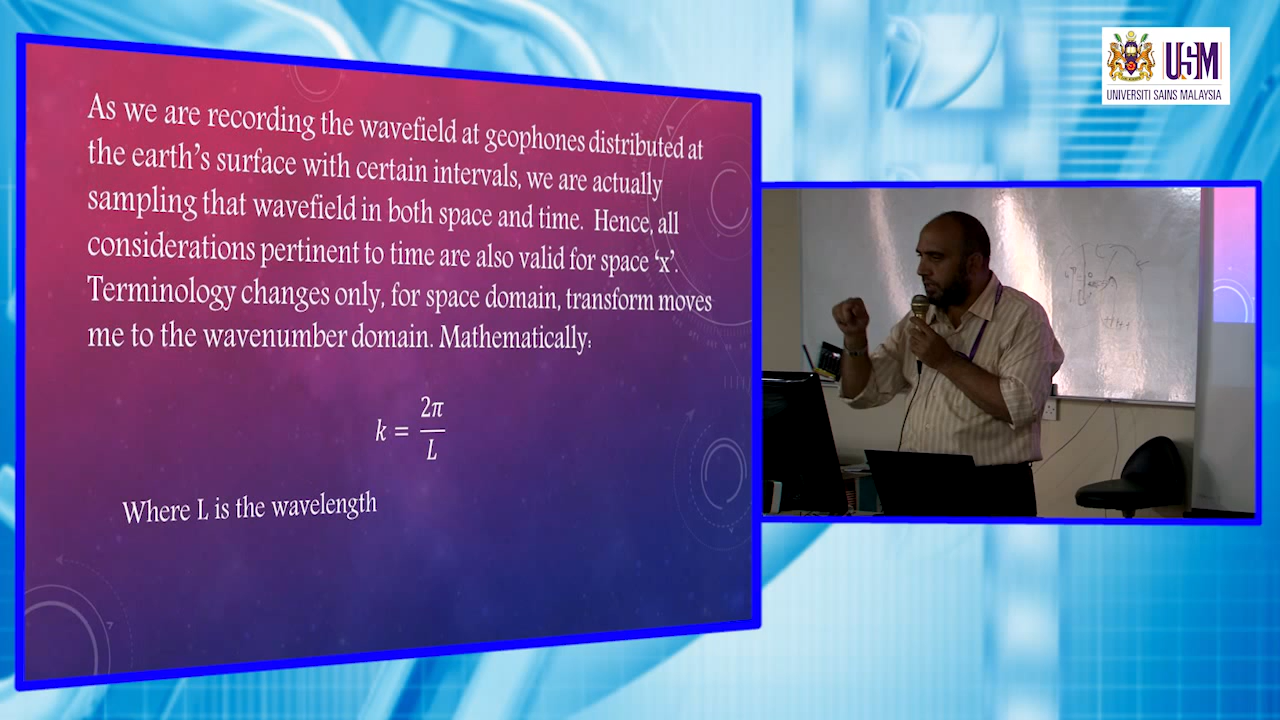 As we are recording the wavefield at geophones distributed at
the earth's surface with certain intervals, we are actually
sampling that wavefield in both space and time. Hence, all
considerations pertinent to time are also valid for space ‘x’.
Terminology changes only, for space domain, transform moves
me to the wavenumber domain. Mathematically:
k = 2π/L
Where L is the wavelength
USM
UNIVERSITI SAINS MALAYSIA